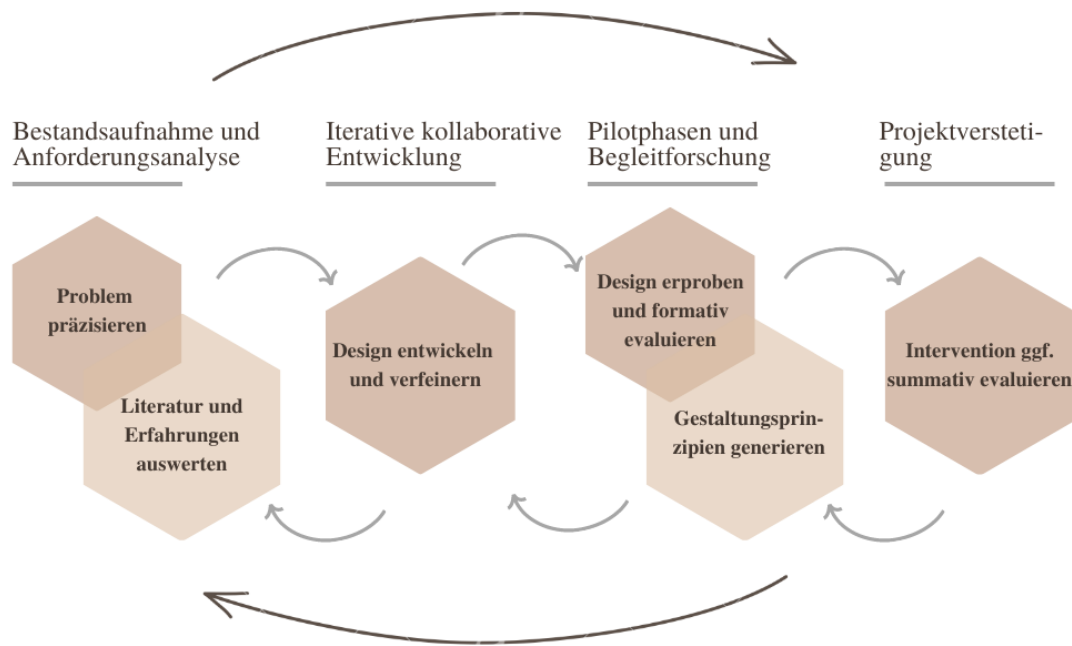 Bestandsaufnahme und
Anforderungsanalyse
Iterative kollaborative
Entwicklung
Pilotphasen und
Begleitforschung
Projektversteti-
gung
Problem
präzisieren
Literatur und
Erfahrungen
auswerten
Design entwickeln
und verfeinern
Design erproben
und formativ
evaluieren
Gestaltungsprin-
zipien generieren
Intervention ggf.
summativ evaluieren